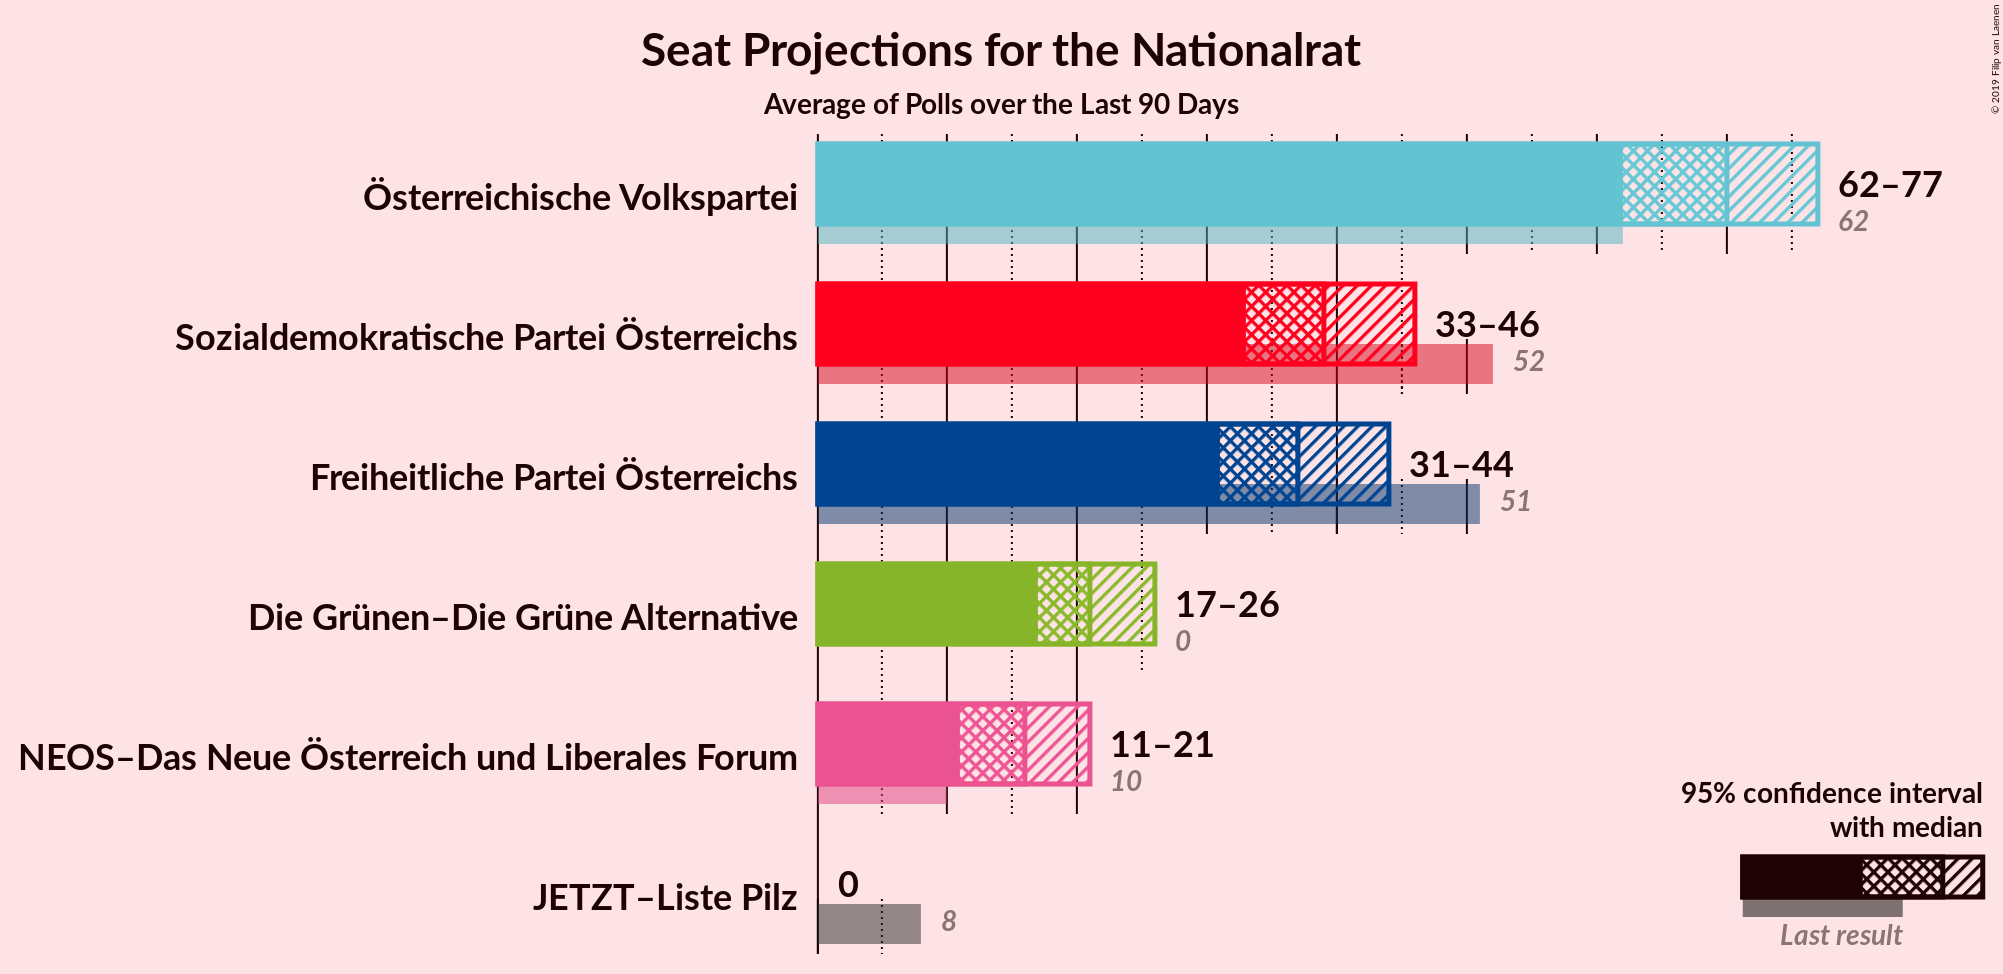 Seat Projections for the Nationalrat
Average of Polls over the Last 90 Days
© 2019 Filip van Laenen
Österreichische Volkspartei
62–77
62
Sozialdemokratische Partei Österreichs
33–46
52
Freiheitliche Partei Österreichs
31–44
51
Die Grünen–Die Grüne Alternative
17–26
0
NEOS–Das Neue Österreich und Liberales Forum
11–21
10
JETZT–Liste Pilz
0
8
95% confidence interval
with median
Last result